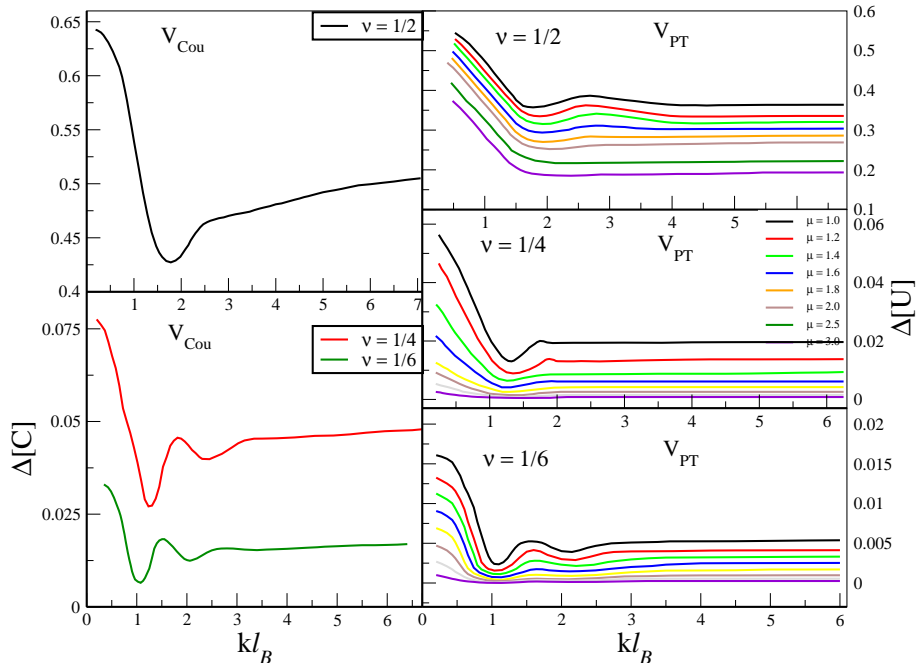 0.65
0.6
0.55
0.5
0.45
0.4
V_Cou
ν = 1/2
0 1 2 3 4 5 6 7
Δ[C]
0.075
0.05
0.025
0
V_Cou
ν = 1/4
ν = 1/6
0 1 2 3 4 5 6
kl_B
ν = 1/2
V_PT
0.6
0.5
0.4
0.3
0.2
0.1
1 2 3 4 5
ν = 1/4
V_PT
μ = 1.0
μ = 1.2
μ = 1.4
μ = 1.6
μ = 1.8
μ = 2.0
μ = 2.5
μ = 3.0
0.06
0.04
0.02
0
Δ[U]
0 1 2 3 4 5 6
ν = 1/6
V_PT
0.02
0.015
0.01
0.005
0
0 1 2 3 4 5 6
kl_B